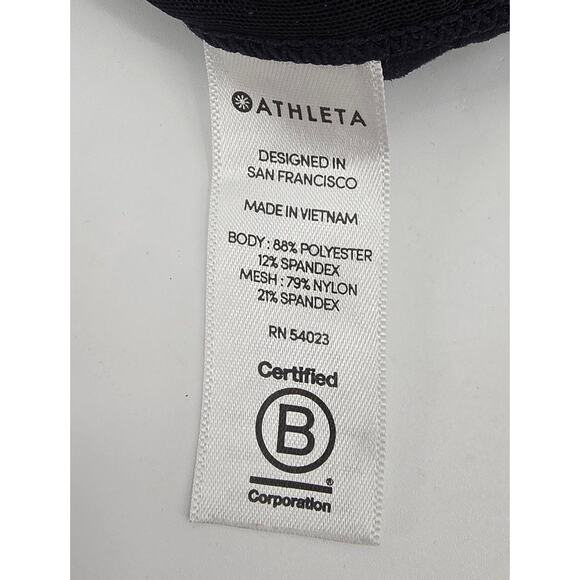 ATHLETA
DESIGNED IN
SAN FRANCISCO
MADE IN VIETNAM
BODY : 88% POLYESTER
12% SPANDEX
MESH : 79% NYLON
21% SPANDEX
RN 54023
Certified
B
®
Corporation